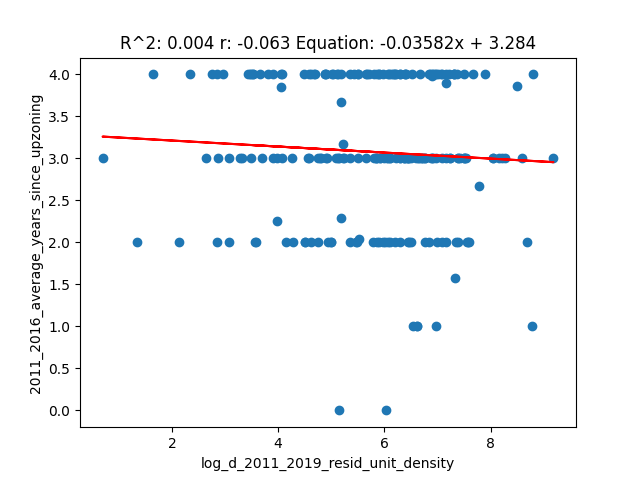 R^2: 0.004 r: -0.063 Equation: -0.03582x + 3.284
4.0
3.5
3.0
2.5
2.0
1.5
1.0
0.5
0.0
2011_2016_average_years_since_upzoning
2 4 6 8
log_d_2011_2019_resid_unit_density